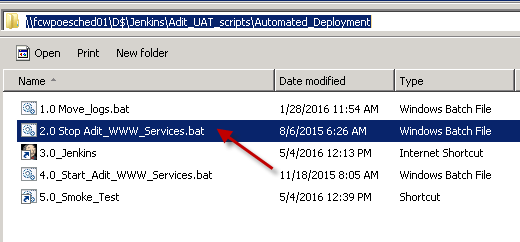 \\fcwpoesched01\D$\Jenkins\Adit_UAT_scripts\Automated_Deployment
Open Print New folder
Name Date modified Type
1.0 Move_logs.bat 1/28/2016 11:54 AM Windows Batch File
2.0 Stop Adit_WWW_Services.bat 8/6/2015 6:26 AM Windows Batch File
3.0_Jenkins 5/4/2016 12:13 PM Internet Shortcut
4.0_Start_Adit_WWW_Services.bat 11/18/2015 8:05 AM Windows Batch File
5.0_Smoke_Test 5/4/2016 12:39 PM Shortcut